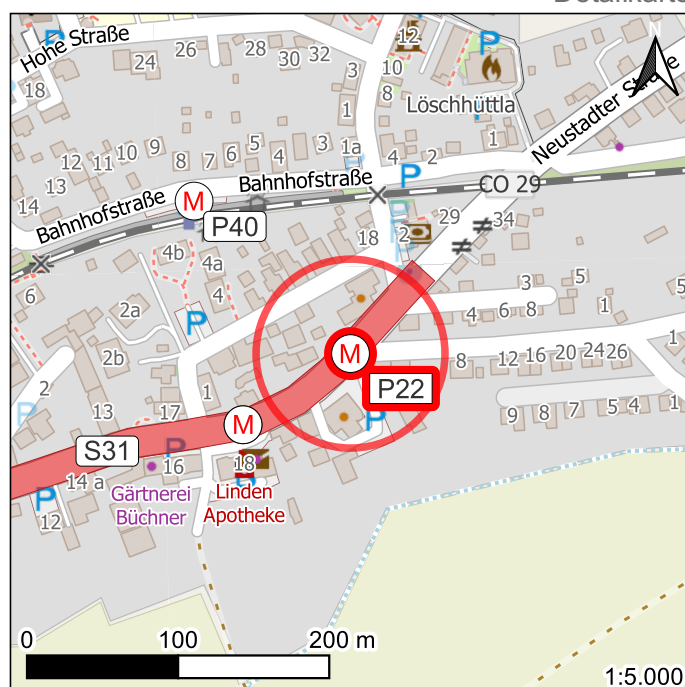 Hohe Straße
12
26
28
30
32
24
10
3
8
18
1
Löschhüttla
N
Neustadter Straße
12
11
10
9
8
7
6
5
4
3
1a
4
2
1
13
14
Bahnhofstraße
Bahnhofstraße
M
P40
CO 29
P
29
34
18
2
4b
4a
4
6
2a
2b
P
3
5
1
5
4
6
8
M
P22
8
12
16
20
24
26
2
P
1
13
17
M
S31
P
16
18
P
9
8
7
5
4
1
14 a
P
12
Gärtnerei
Büchner
Linden
Apotheke
0
100
200 m
1:5.000